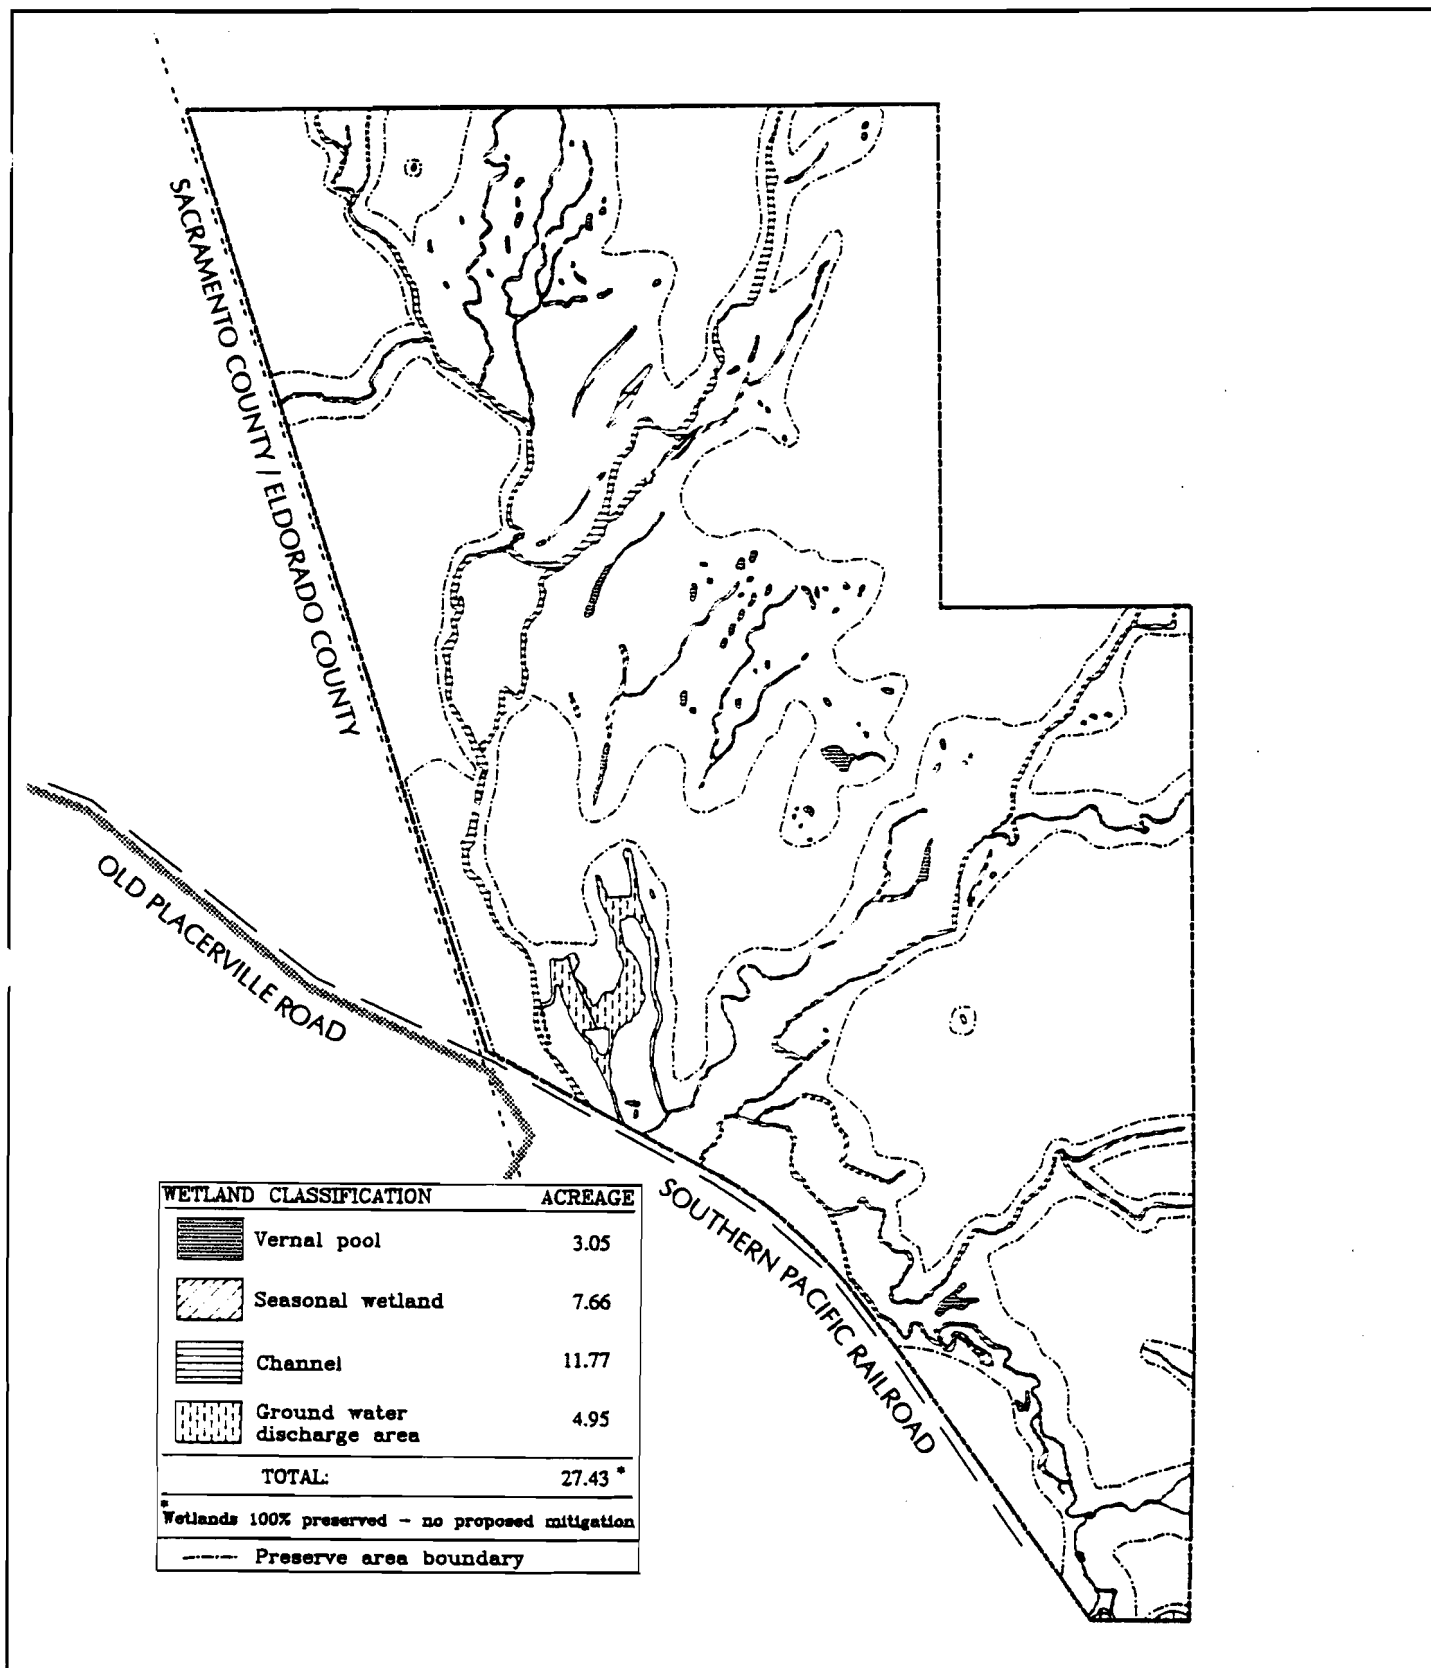 SACRAMENTO COUNTY / ELDORADO COUNTY
OLD PLACERVILLE ROAD
SOUTHERN PACIFIC RAILROAD
WETLAND CLASSIFICATION ACREAGE
Vernal pool 3.05
Seasonal wetland 7.66
Channel 11.77
Ground water
discharge area 4.95
TOTAL: 27.43 *
*
Wetlands 100% preserved - no proposed mitigation
Preserve area boundary